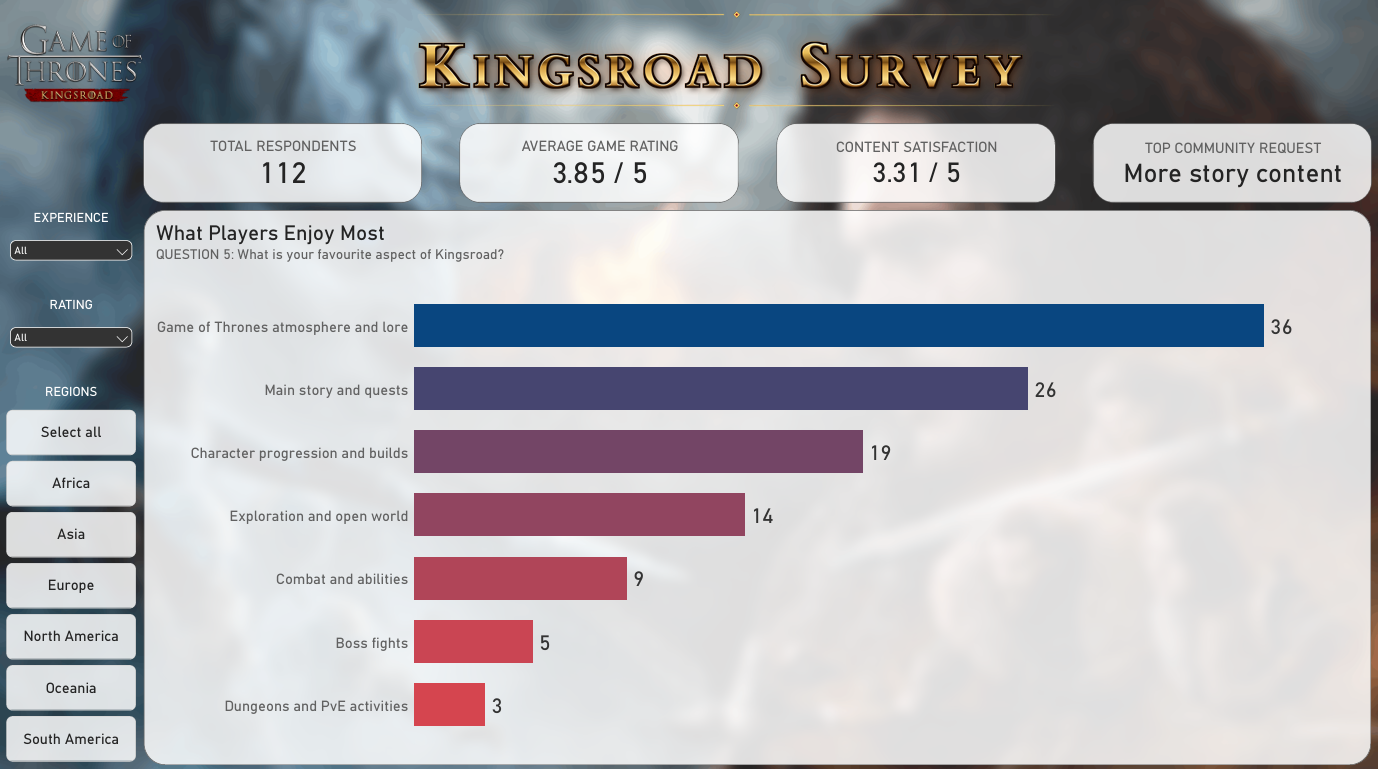 GAME OF
THRONES
KINGSROAD
KINGSROAD SURVEY
TOTAL RESPONDENTS
112
AVERAGE GAME RATING
3.85 / 5
CONTENT SATISFACTION
3.31 / 5
TOP COMMUNITY REQUEST
More story content
EXPERIENCE
All
RATING
All
REGIONS
Select all
Africa
Asia
Europe
North America
Oceania
South America
What Players Enjoy Most
QUESTION 5: What is your favourite aspect of Kingsroad?
Game of Thrones atmosphere and lore 36
Main story and quests 26
Character progression and builds 19
Exploration and open world 14
Combat and abilities 9
Boss fights 5
Dungeons and PvE activities 3